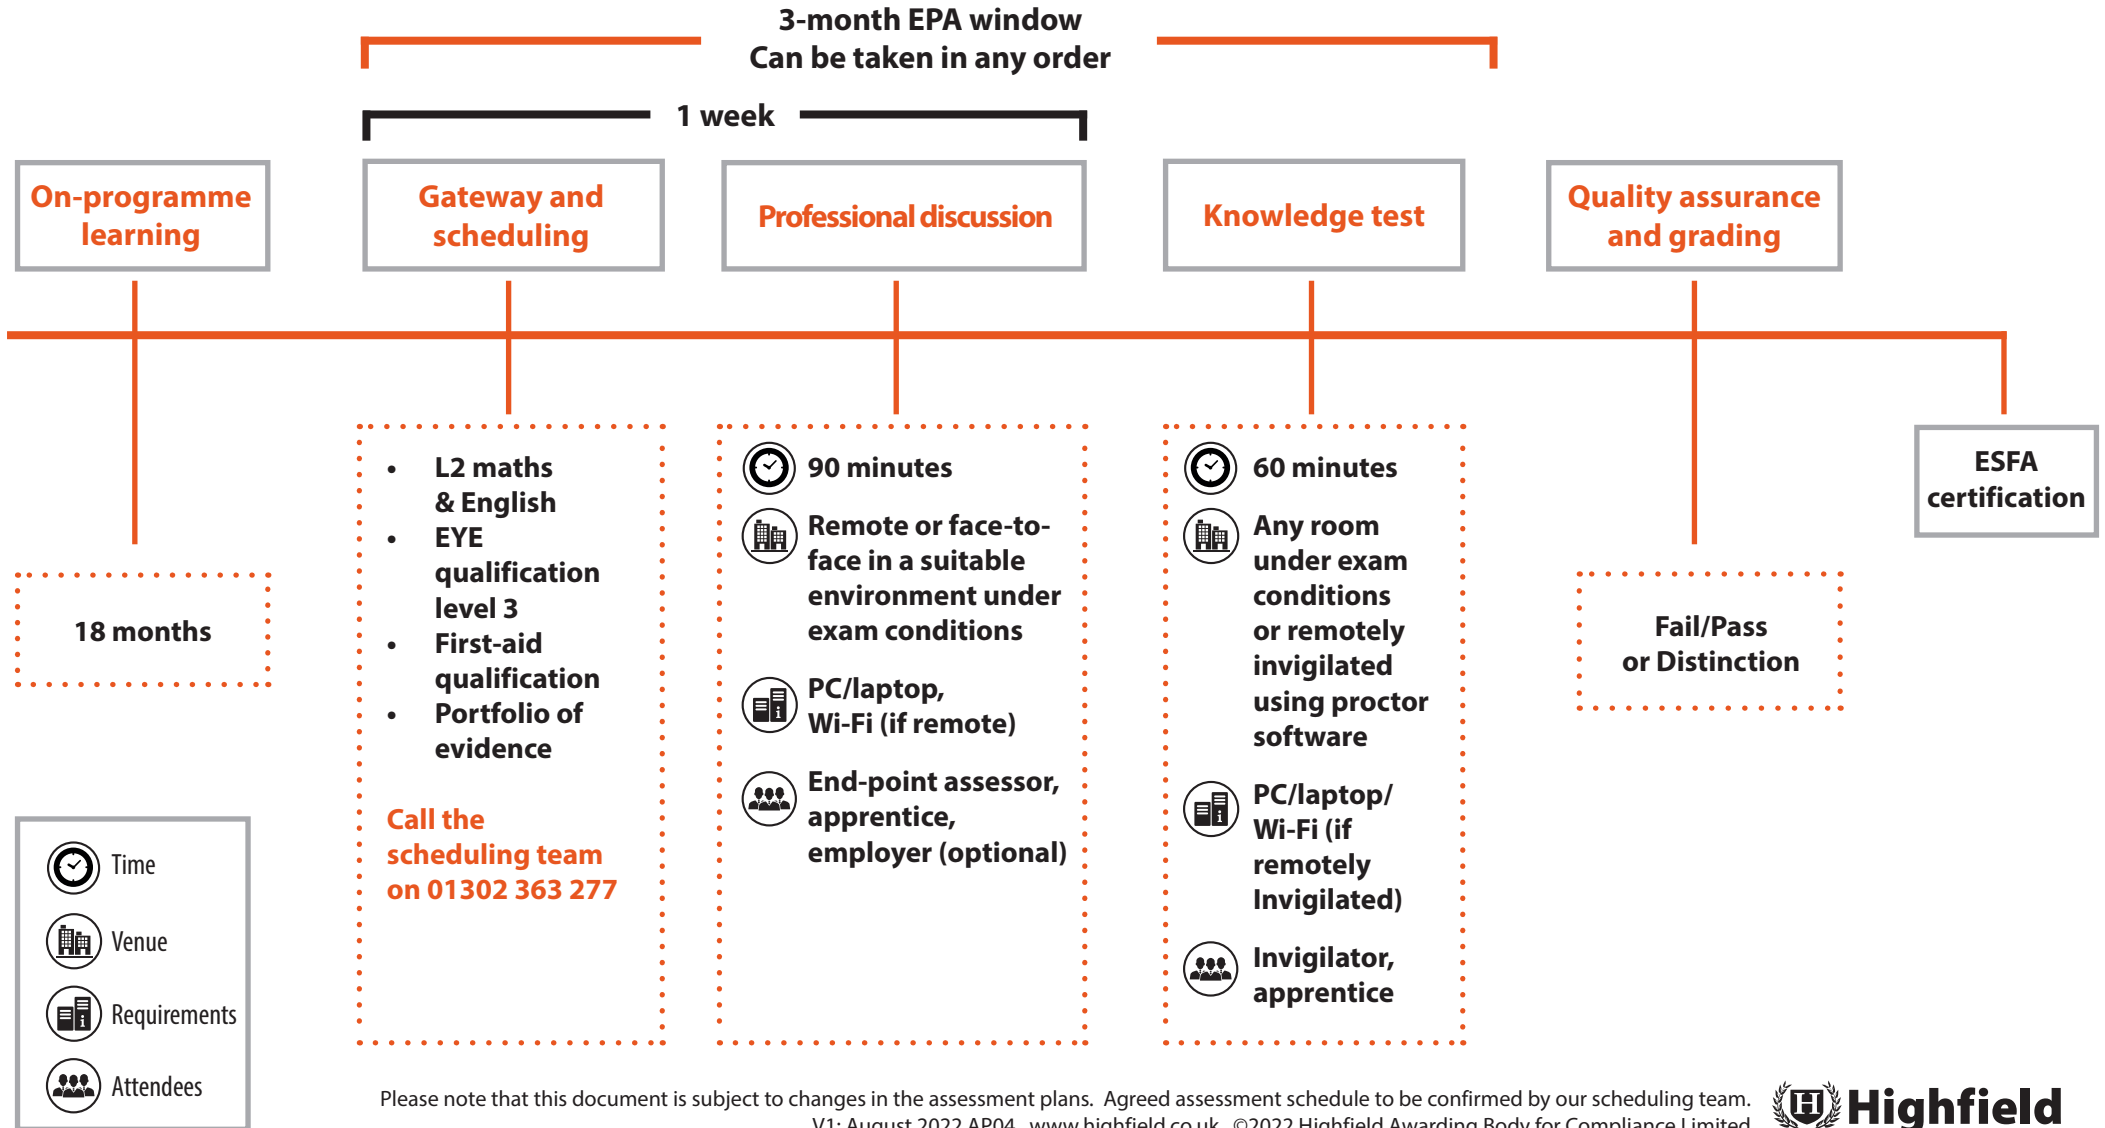 3-month EPA window
Can be taken in any order
1 week
On-programme
learning
Gateway and
scheduling
Professional discussion
Knowledge test
Quality assurance
and grading
18 months
• L2 maths
& English
• EYE
qualification
level 3
• First-aid
qualification
• Portfolio of
evidence
Call the
scheduling team
on 01302 363 277
90 minutes
Remote or face-to-
face in a suitable
environment under
exam conditions
PC/laptop,
Wi-Fi (if remote)
End-point assessor,
apprentice,
employer (optional)
60 minutes
Any room
under exam
conditions
or remotely
invigilated
using proctor
software
PC/laptop/
Wi-Fi (if
remotely
Invigilated)
Invigilator,
apprentice
Fail/Pass
or Distinction
ESFA
certification
Time
Venue
Requirements
Attendees
Please note that this document is subject to changes in the assessment plans. Agreed assessment schedule to be confirmed by our scheduling team.
V1: August 2022 AP04 www.highfield.co.uk ©2022 Highfield Awarding Body for Compliance Limited
H Highfield